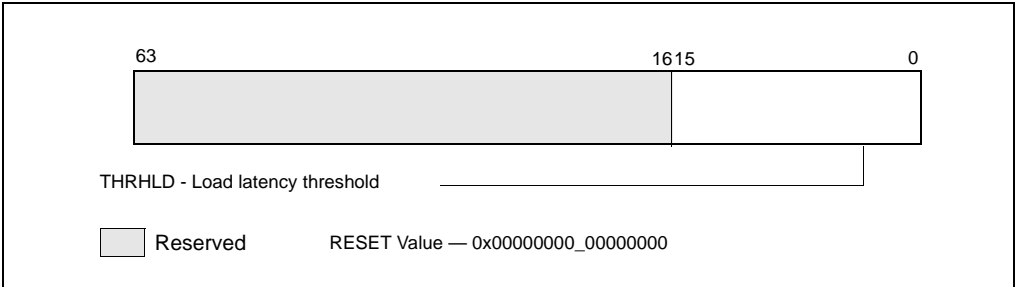 63 1615 0
THRHLD - Load latency threshold
Reserved RESET Value — 0x00000000_00000000